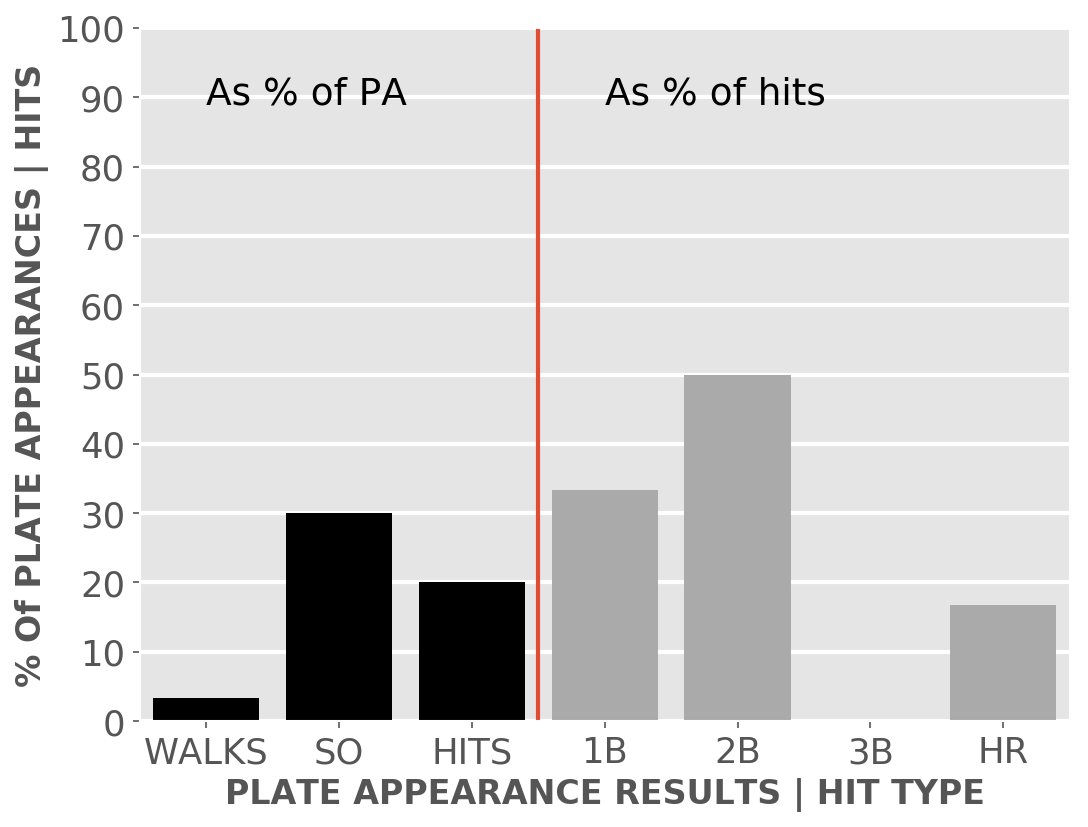 % Of PLATE APPEARANCES | HITS
100
90
80
70
60
50
40
30
20
10
0
As % of PA
As % of hits
WALKS SO HITS 1B 2B 3B HR
PLATE APPEARANCE RESULTS | HIT TYPE